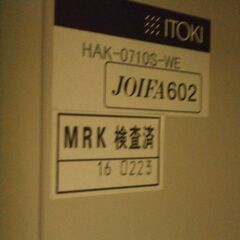 ITOKI
HAK-0710S-WE
JOIFA602
MRK 検査済
16 0223